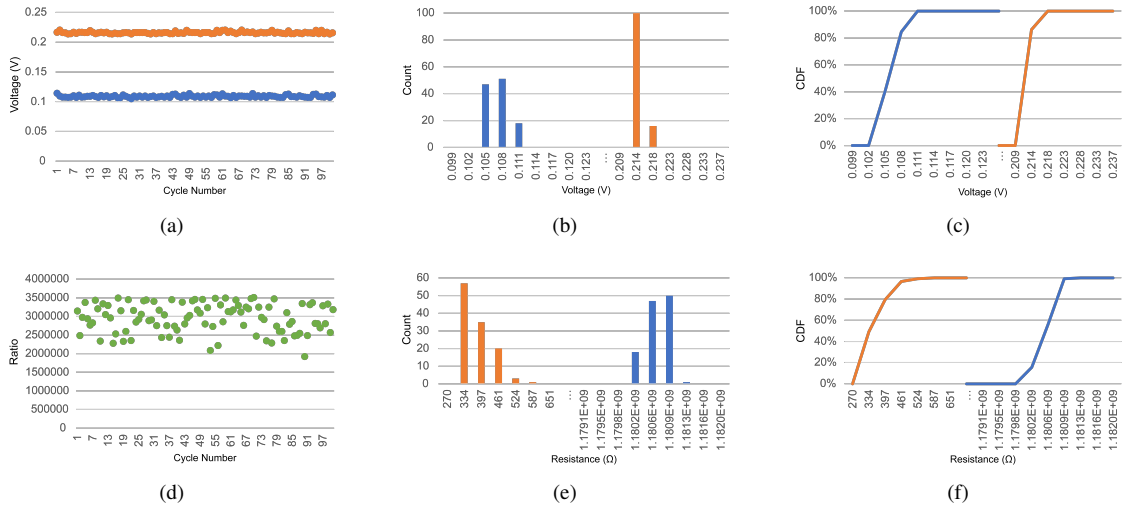 0.25
0.2
0.15
0.1
0.05
0
Voltage (V)
1 7 13 19 25 31 37 43 49 55 61 67 73 79 85 91 97
Cycle Number
(a)
100
80
60
40
20
0
Count
0.099 0.102 0.105 0.108 0.111 0.114 0.117 0.120 0.123 ... 0.209 0.214 0.218 0.223 0.228 0.233 0.237
Voltage (V)
(b)
100%
80%
60%
40%
20%
0%
CDF
0.099 0.102 0.105 0.108 0.111 0.114 0.117 0.120 0.123 ... 0.209 0.214 0.218 0.223 0.228 0.233 0.237
Voltage (V)
(c)
4000000
3500000
3000000
2500000
2000000
1500000
1000000
500000
0
Ratio
1 7 13 19 25 31 37 43 49 55 61 67 73 79 85 91 97
Cycle Number
(d)
60
50
40
30
20
10
0
Count
270 334 397 461 524 587 651 ... 1.1791E+09 1.1795E+09 1.1798E+09 1.1802E+09 1.1806E+09 1.1809E+09 1.1813E+09 1.1816E+09 1.1820E+09
Resistance (Ω)
(e)
100%
80%
60%
40%
20%
0%
CDF
270 334 397 461 524 587 651 ... 1.1791E+09 1.1795E+09 1.1798E+09 1.1802E+09 1.1806E+09 1.1809E+09 1.1813E+09 1.1816E+09 1.1820E+09
Resistance (Ω)
(f)